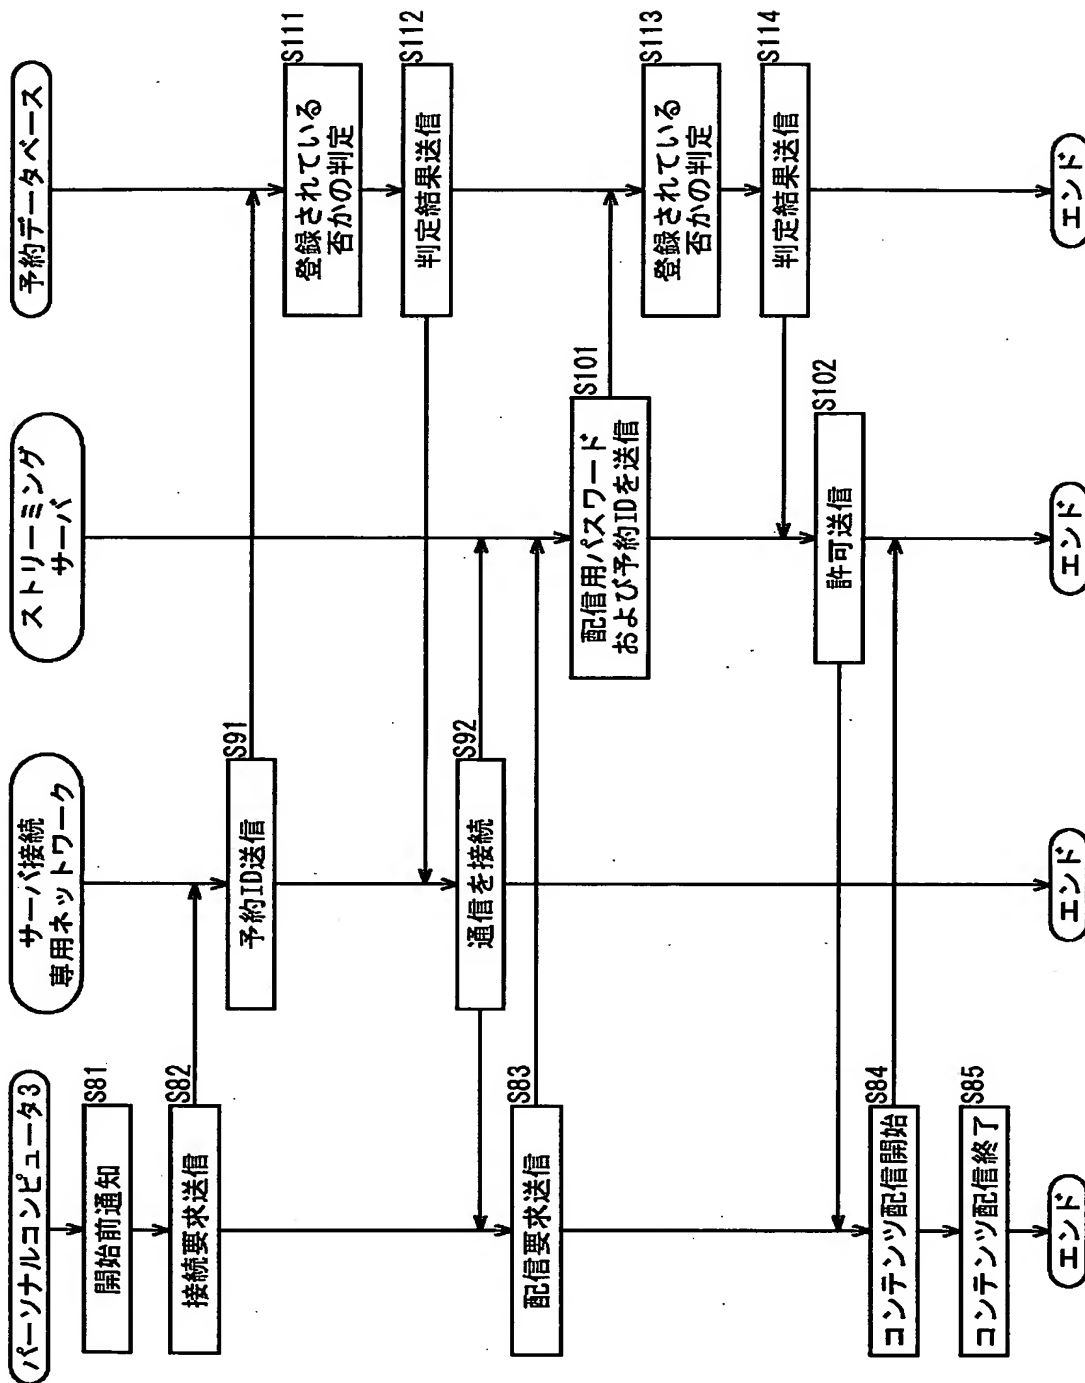 パーソナルコンピュータ3
開始前通知
S81
接続要求送信
S82
配信要求送信
S83
コンテンツ配信開始
S84
コンテンツ配信終了
S85
エンド
サーバ接続
専用ネットワーク
予約ID送信
S91
通信を接続
S92
エンド
ストリーミング
サーバ
配信用パスワード
および予約IDを送信
S101
許可送信
S102
エンド
予約データベース
登録されている
否かの判定
S111
判定結果送信
S112
登録されている
否かの判定
S113
判定結果送信
S114
エンド